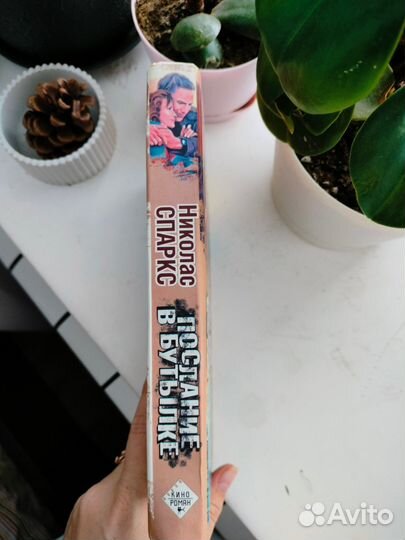 Николас
СПАРКС
ПОСЛАНИЕ
В БУТЫЛКЕ
КИНО
РОМАН
Avito